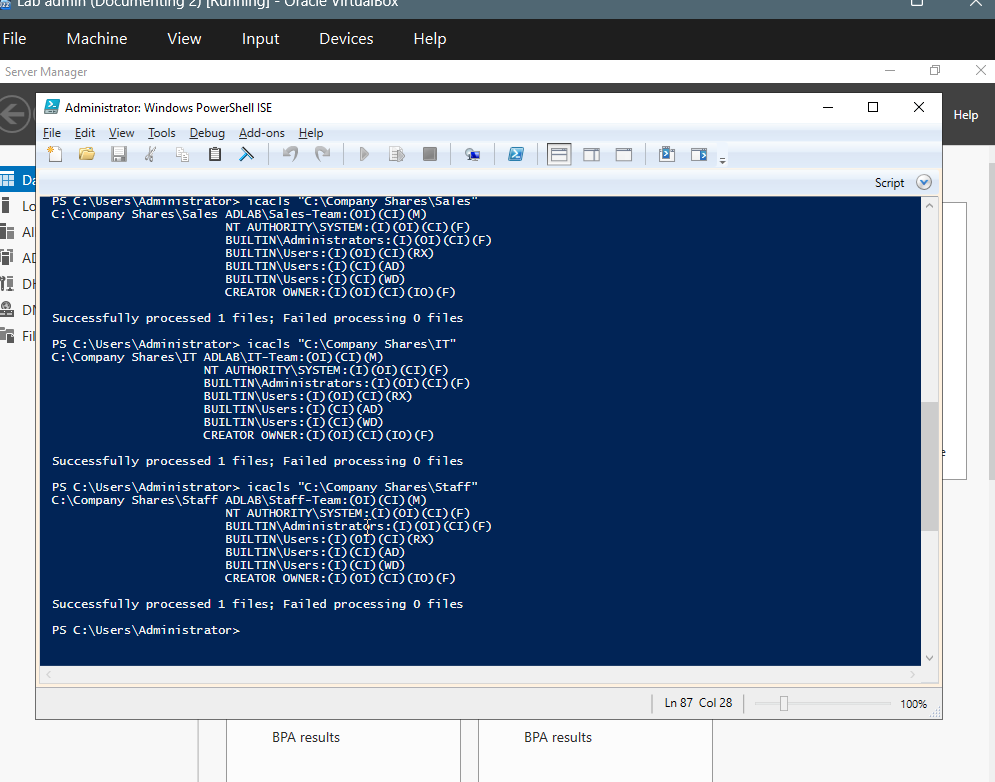 Lab admin (Documenting 2) [Running] - Oracle VirtualBox
File Machine View Input Devices Help
Server Manager
Administrator: Windows PowerShell ISE
Help
File Edit View Tools Debug Add-ons Help
Script
PS C:\Users\Administrator> icacls "C:\Company Shares\Sales"
C:\Company Shares\Sales ADLAB\Sales-Team:(OI)(CI)(M)
NT AUTHORITY\SYSTEM:(I)(OI)(CI)(F)
BUILTIN\Administrators:(I)(OI)(CI)(F)
BUILTIN\Users:(I)(OI)(CI)(RX)
BUILTIN\Users:(I)(CI)(AD)
BUILTIN\Users:(I)(CI)(WD)
CREATOR OWNER:(I)(OI)(CI)(IO)(F)
Successfully processed 1 files; Failed processing 0 files
PS C:\Users\Administrator> icacls "C:\Company Shares\IT"
C:\Company Shares\IT ADLAB\IT-Team:(OI)(CI)(M)
NT AUTHORITY\SYSTEM:(I)(OI)(CI)(F)
BUILTIN\Administrators:(I)(OI)(CI)(F)
BUILTIN\Users:(I)(OI)(CI)(RX)
BUILTIN\Users:(I)(CI)(AD)
BUILTIN\Users:(I)(CI)(WD)
CREATOR OWNER:(I)(OI)(CI)(IO)(F)
Successfully processed 1 files; Failed processing 0 files
PS C:\Users\Administrator> icacls "C:\Company Shares\Staff"
C:\Company Shares\Staff ADLAB\Staff-Team:(OI)(CI)(M)
NT AUTHORITY\SYSTEM:(I)(OI)(CI)(F)
BUILTIN\Administrators:(I)(OI)(CI)(F)
BUILTIN\Users:(I)(OI)(CI)(RX)
BUILTIN\Users:(I)(CI)(AD)
BUILTIN\Users:(I)(CI)(WD)
CREATOR OWNER:(I)(OI)(CI)(IO)(F)
Successfully processed 1 files; Failed processing 0 files
PS C:\Users\Administrator>
Ln 87 Col 28
100%
BPA results
BPA results